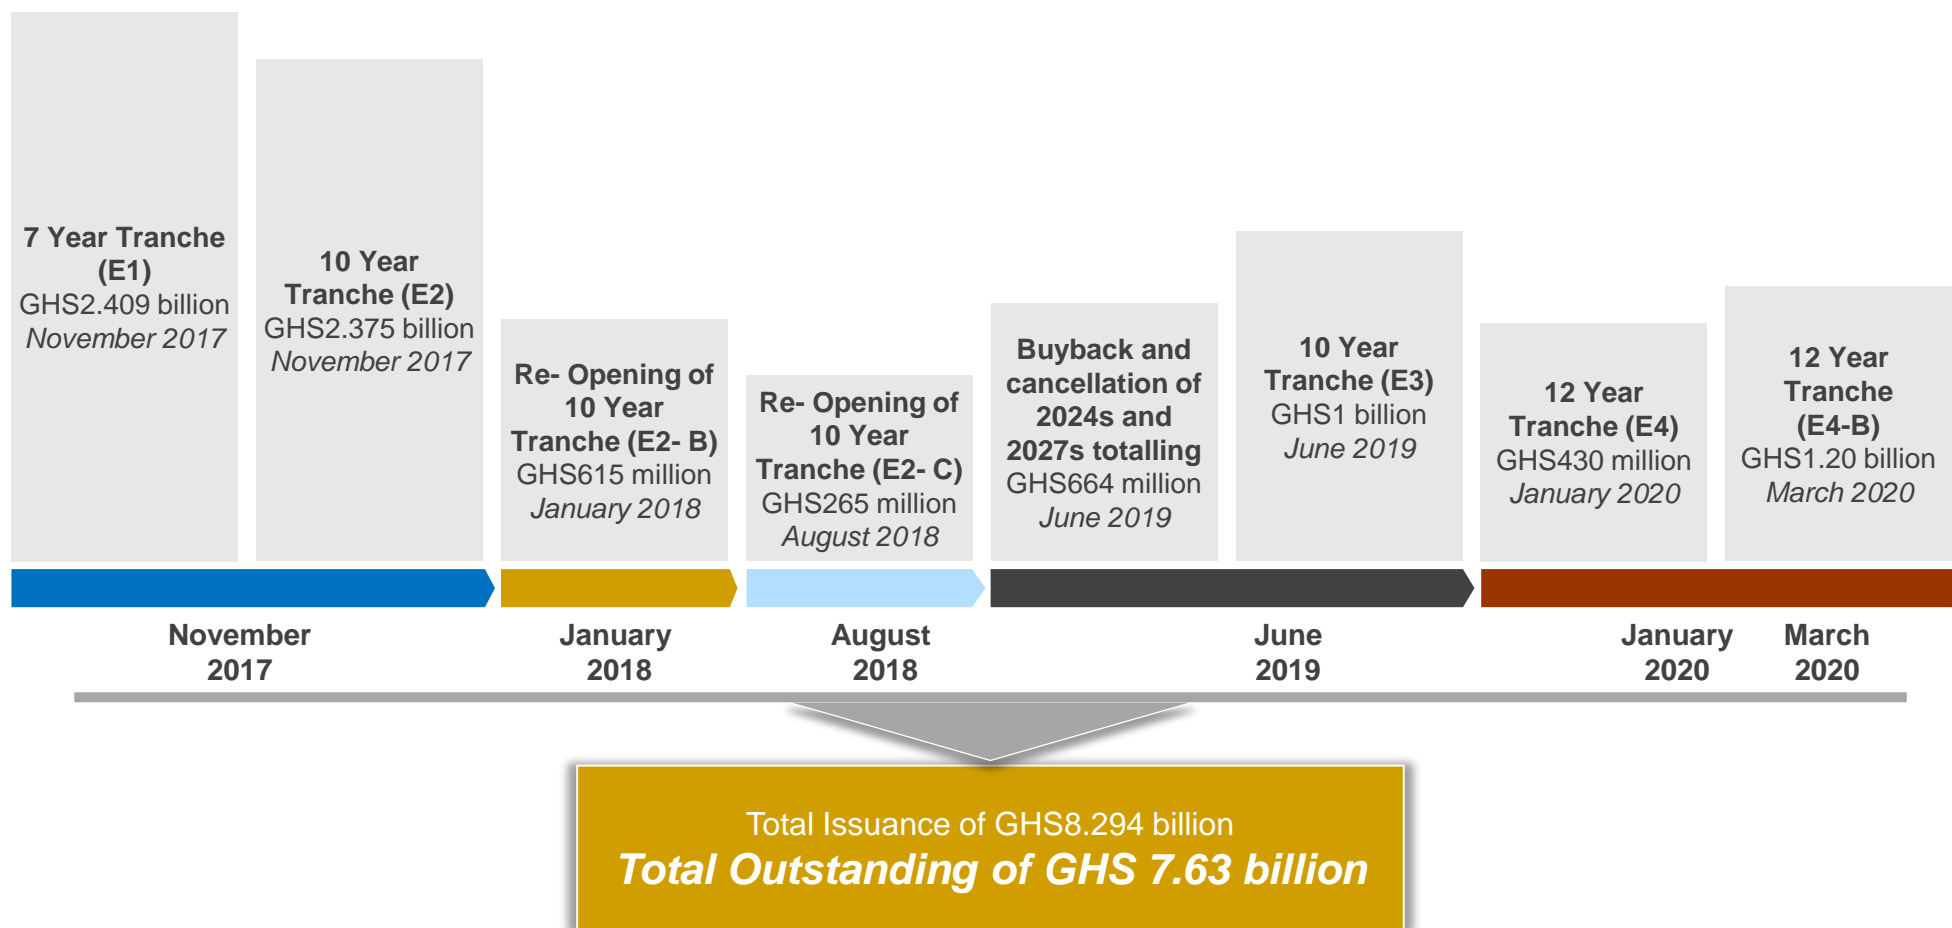 7 Year Tranche
(E1)
GHS2.409 billion
November 2017
10 Year
Tranche (E2)
GHS2.375 billion
November 2017
Re- Opening of
10 Year
Tranche (E2- B)
GHS615 million
January 2018
Re- Opening of
10 Year
Tranche (E2- C)
GHS265 million
August 2018
Buyback and
cancellation of
2024s and
2027s totalling
GHS664 million
June 2019
10 Year
Tranche (E3)
GHS1 billion
June 2019
12 Year
Tranche (E4)
GHS430 million
January 2020
12 Year
Tranche
(E4-B)
GHS1.20 billion
March 2020
November
2017
January
2018
August
2018
June
2019
January
2020
March
2020
Total Issuance of GHS8.294 billion
Total Outstanding of GHS 7.63 billion